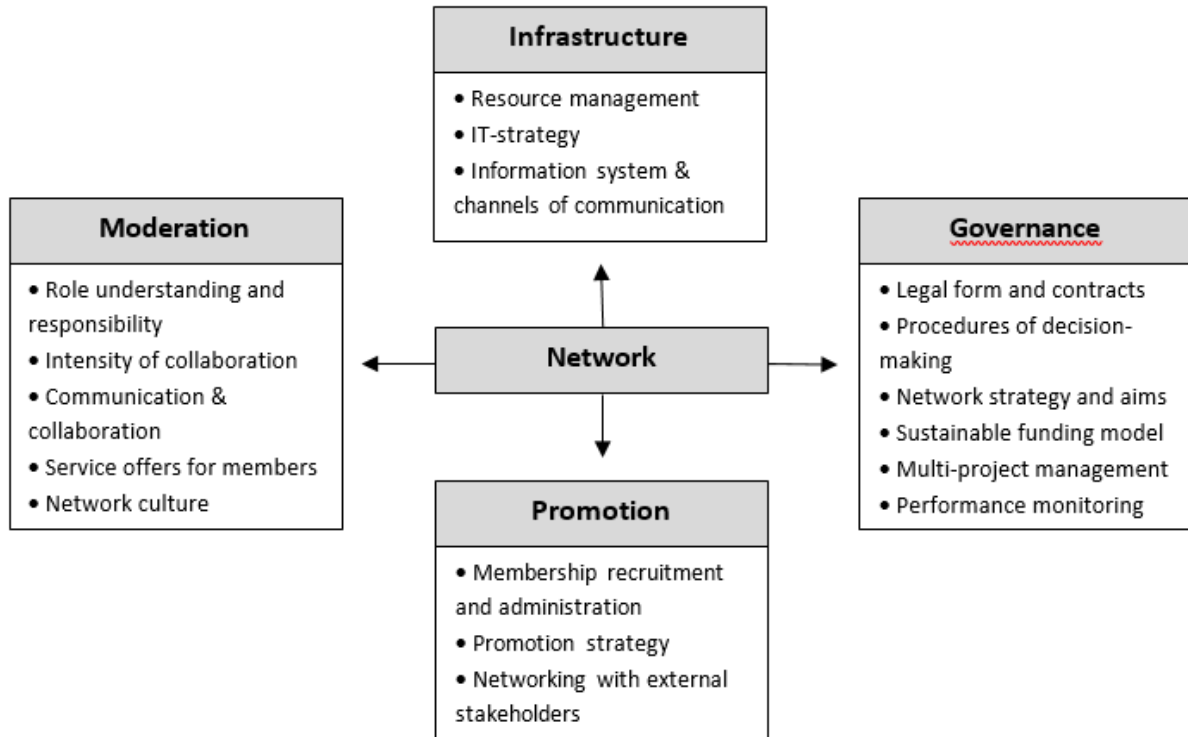 Infrastructure
• Resource management
• IT-strategy
• Information system &
channels of communication
Moderation
• Role understanding and
responsibility
• Intensity of collaboration
• Communication &
collaboration
• Service offers for members
• Network culture
Network
Governance
• Legal form and contracts
• Procedures of decision-
making
• Network strategy and aims
• Sustainable funding model
• Multi-project management
• Performance monitoring
Promotion
• Membership recruitment
and administration
• Promotion strategy
• Networking with external
stakeholders